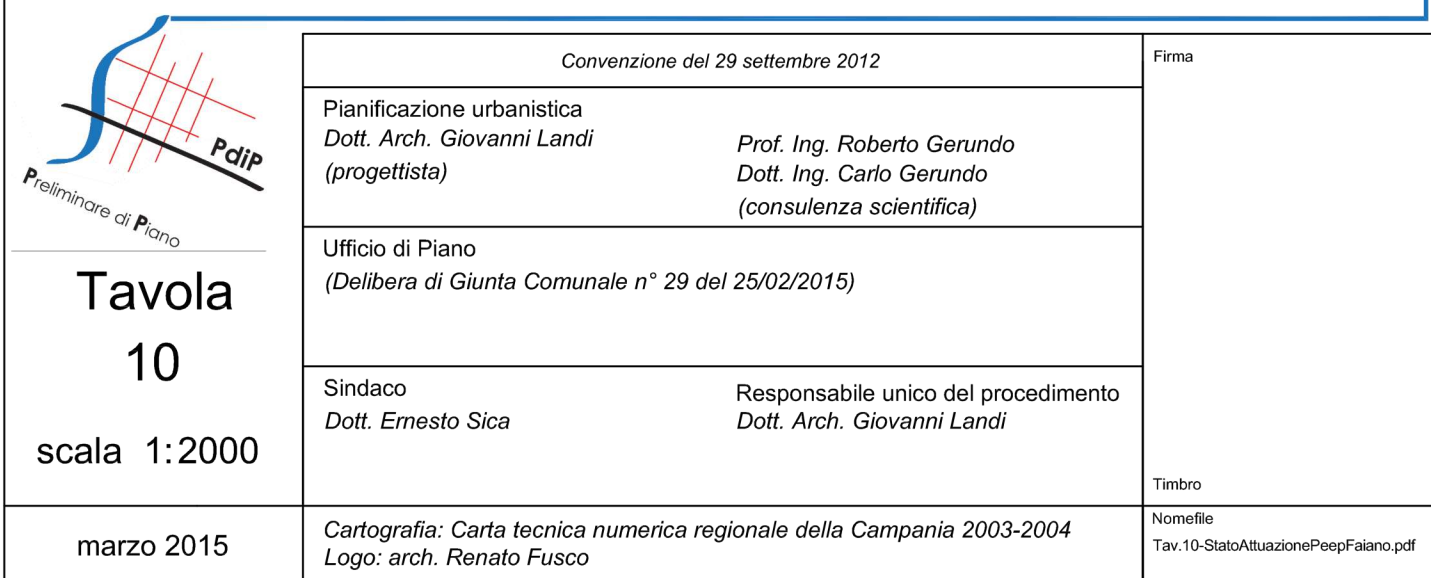 PdiP
Preliminare di Piano
Tavola
10
scala 1:2000
marzo 2015
Convenzione del 29 settembre 2012
Pianificazione urbanistica
Dott. Arch. Giovanni Landi
(progettista)
Prof. Ing. Roberto Gerundo
Dott. Ing. Carlo Gerundo
(consulenza scientifica)
Ufficio di Piano
(Delibera di Giunta Comunale n° 29 del 25/02/2015)
Sindaco
Dott. Ernesto Sica
Responsabile unico del procedimento
Dott. Arch. Giovanni Landi
Cartografia: Carta tecnica numerica regionale della Campania 2003-2004
Logo: arch. Renato Fusco
Firma
Timbro
Nomefile
Tav.10-StatoAttuazionePeepFaiano.pdf